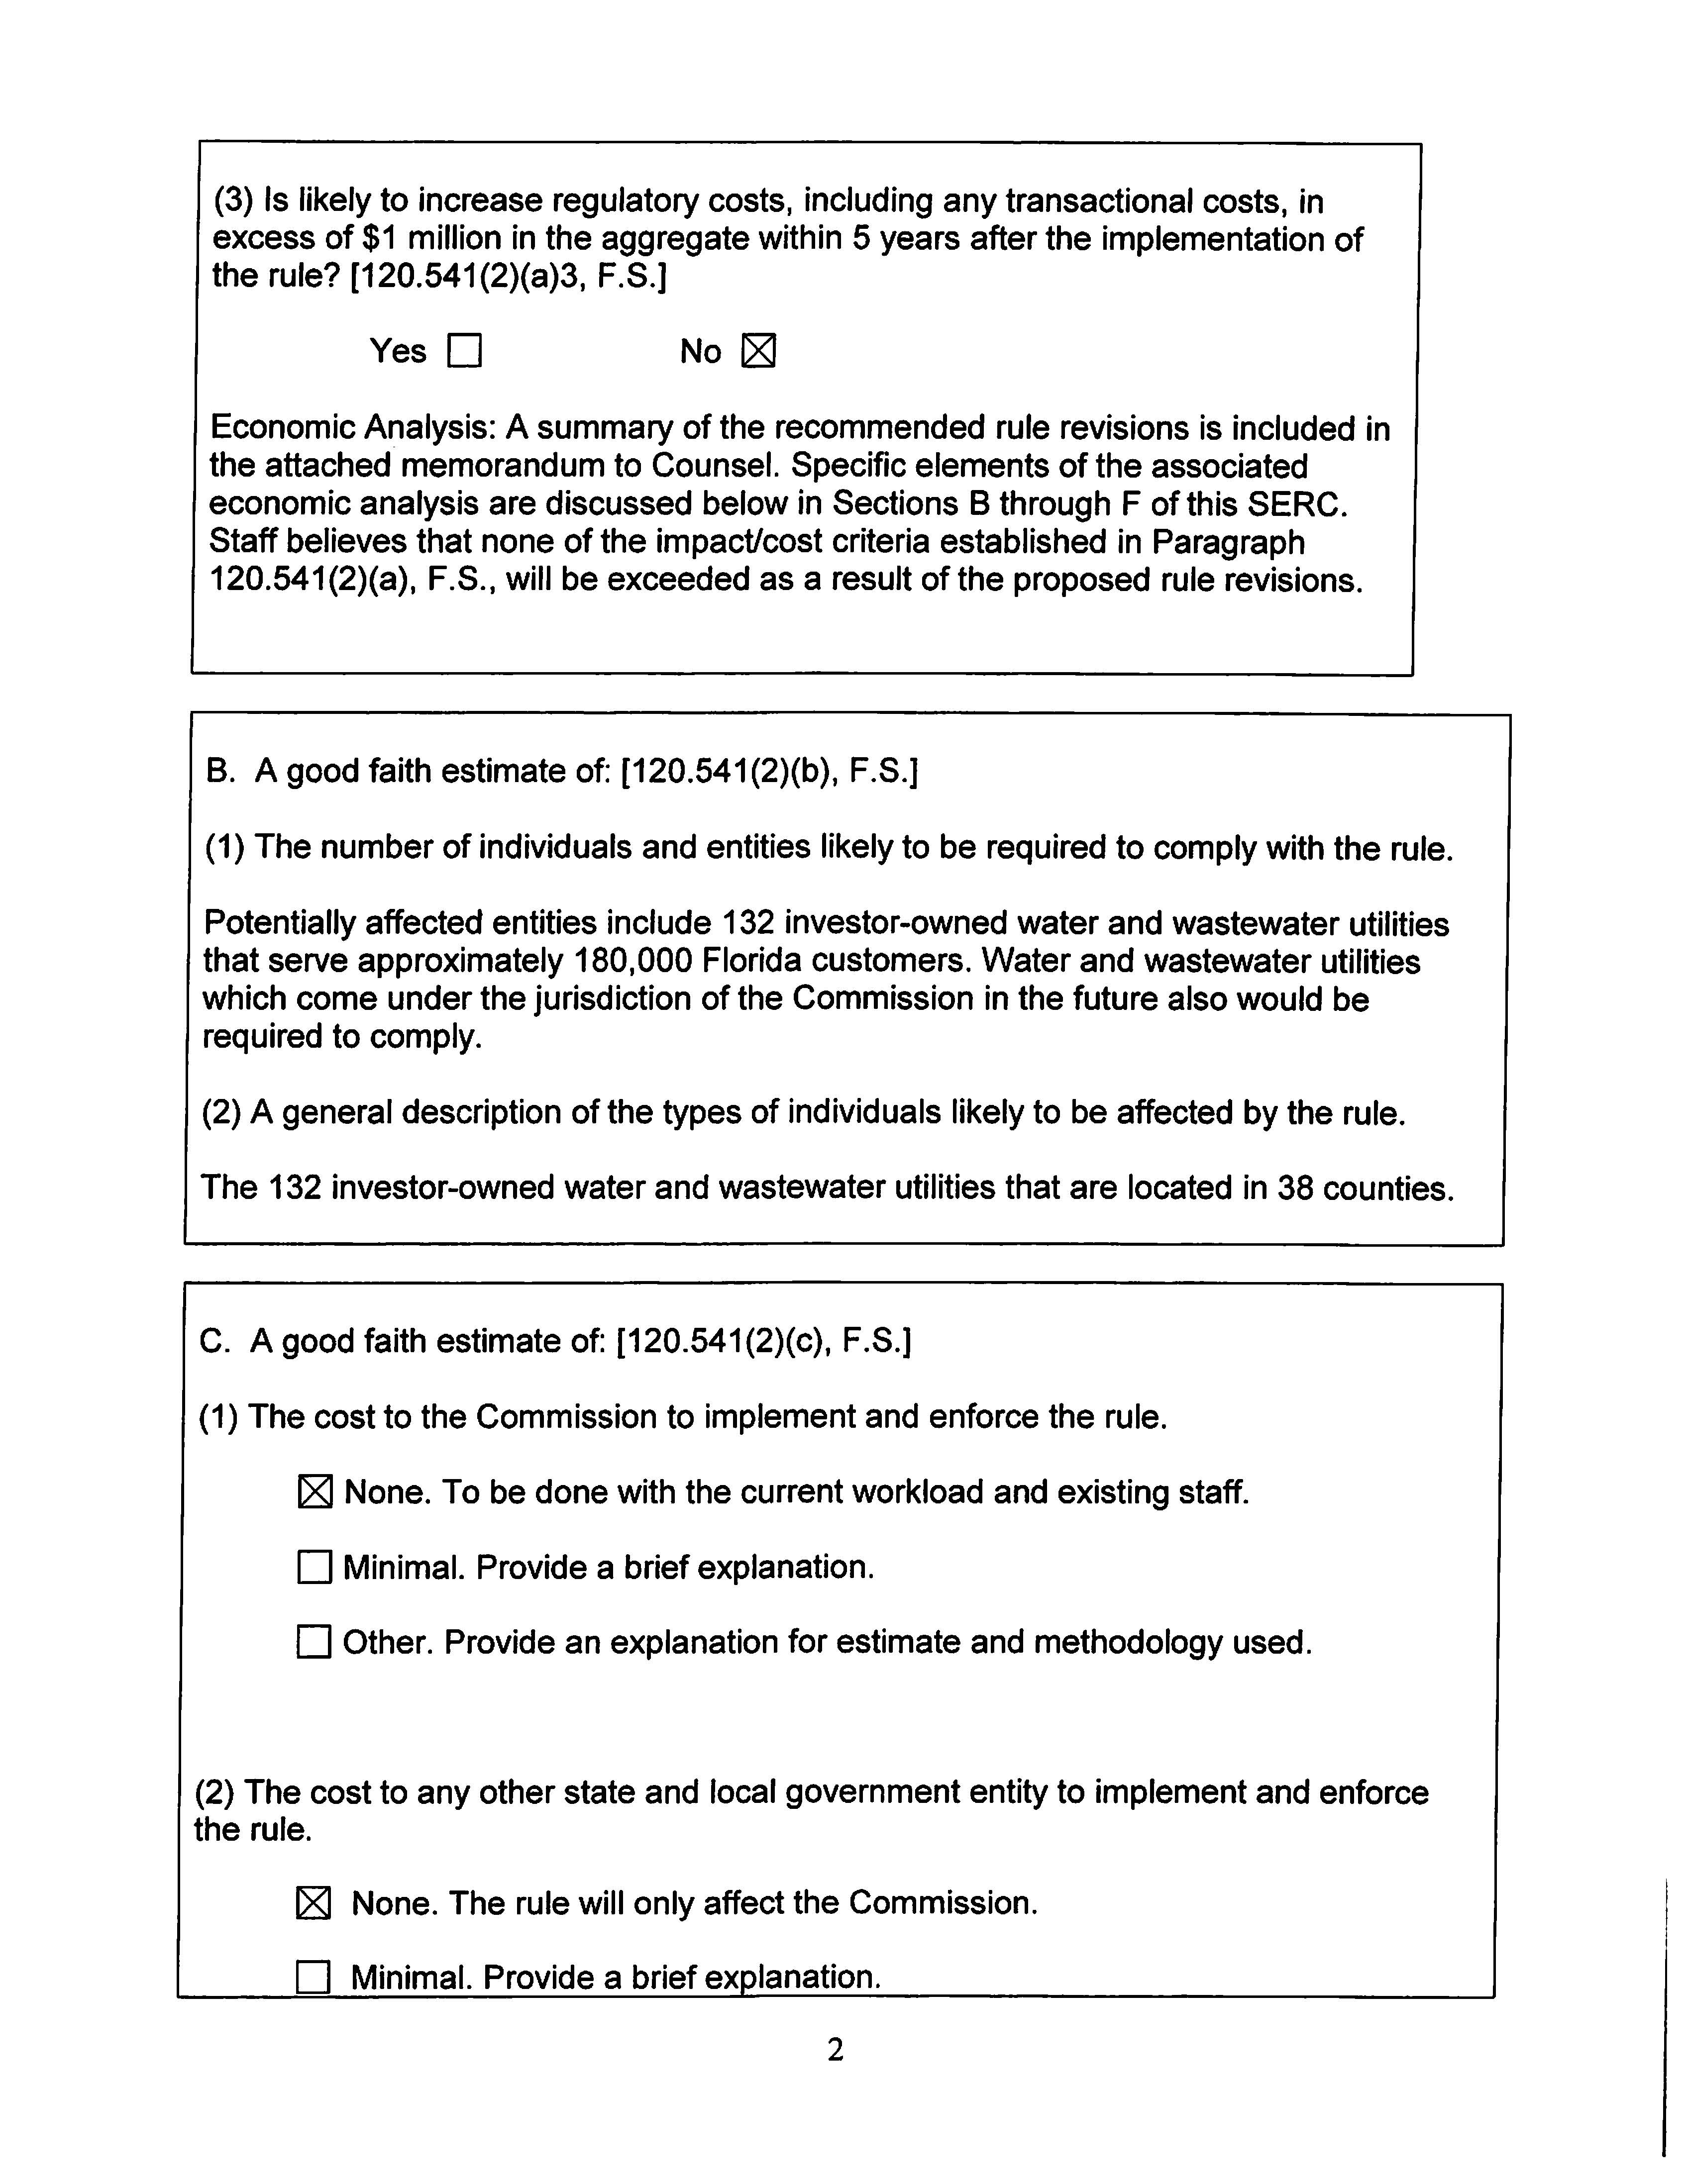 (3) Is likely to increase regulatory costs, including any transactional costs, in
excess of $1 million in the aggregate within 5 years after the implementation of
the rule? [120.541(2)(a)3, F.S.]
Yes ☐ No ☒
Economic Analysis: A summary of the recommended rule revisions is included in
the attached memorandum to Counsel. Specific elements of the associated
economic analysis are discussed below in Sections B through F of this SERC.
Staff believes that none of the impact/cost criteria established in Paragraph
120.541(2)(a), F.S., will be exceeded as a result of the proposed rule revisions.
B. A good faith estimate of: [120.541(2)(b), F.S.]
(1) The number of individuals and entities likely to be required to comply with the rule.
Potentially affected entities include 132 investor-owned water and wastewater utilities
that serve approximately 180,000 Florida customers. Water and wastewater utilities
which come under the jurisdiction of the Commission in the future also would be
required to comply.
(2) A general description of the types of individuals likely to be affected by the rule.
The 132 investor-owned water and wastewater utilities that are located in 38 counties.
C. A good faith estimate of: [120.541(2)(c), F.S.]
(1) The cost to the Commission to implement and enforce the rule.
☒ None. To be done with the current workload and existing staff.
☐ Minimal. Provide a brief explanation.
☐ Other. Provide an explanation for estimate and methodology used.
(2) The cost to any other state and local government entity to implement and enforce
the rule.
☒ None. The rule will only affect the Commission.
☐ Minimal. Provide a brief explanation.
2